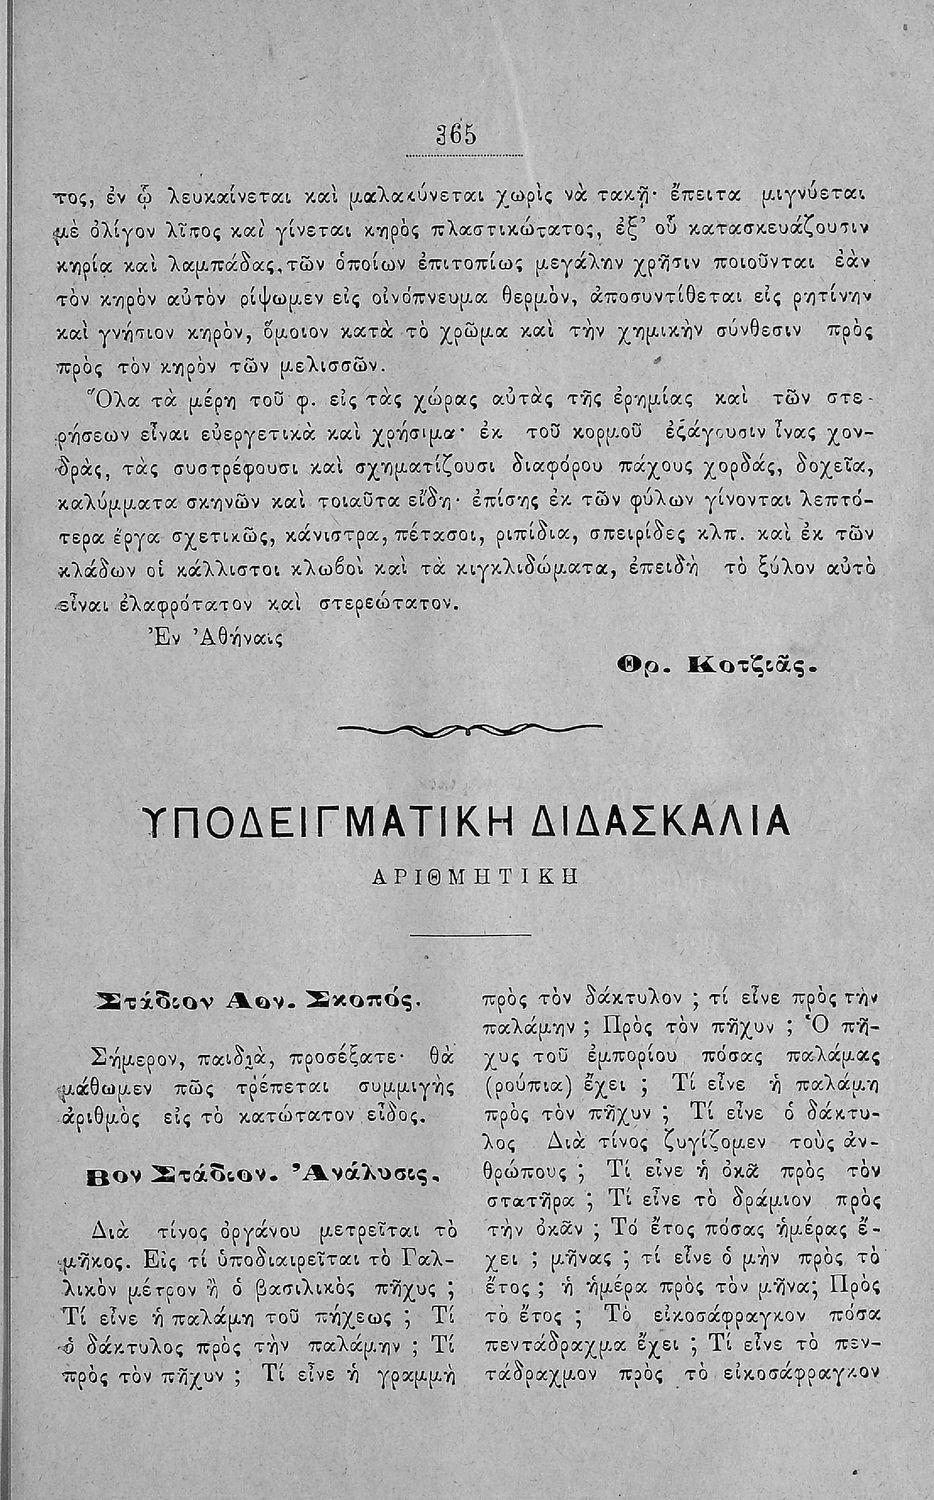 365
τος, ἐν ᾧ λευκαίνεται καὶ μαλακύνεται χωρὶς νὰ τακῇ· ἔπειτα μιγνύεται
μὲ ὀλίγον λῖπος καὶ γίνεται κηρὸς πλαστικώτατος, ἐξ’ οὗ κατασκευάζουσιν
κηρία καὶ λαμπάδας, τῶν ὁποίων ἐπιτοπίως μεγάλην χρῆσιν ποιοῦνται ἐὰν
τὸν κηρὸν αὐτὸν ρίψωμεν εἰς οἰνόπνευμα θερμὸν, ἀποσυντίθεται εἰς ρητίνην
καὶ γνήσιον κηρὸν, ὅμοιον κατὰ τὸ χρῶμα καὶ τὴν χημικὴν σύνθεσιν πρὸς
πρὸς τὸν κηρὸν τῶν μελισσῶν.
Ὅλα τὰ μέρη τοῦ φ. εἰς τὰς χώρας αὐτὰς τῆς ἐρημίας καὶ τῶν στε-
ρήσεων εἶναι εὐεργετικὰ καὶ χρήσιμα· ἐκ τοῦ κορμοῦ ἐξάγουσιν ἶνας χον-
δρὰς, τὰς συστρέφουσι καὶ σχηματίζουσι διαφόρου πάχους χορδάς, δοχεῖα,
καλύμματα σκηνῶν καὶ τοιαῦτα εἴδη· ἐπίσης ἐκ τῶν φύλων γίνονται λεπτό-
τερα ἔργα σχετικῶς, κάνιστρα, πέτασοι, ριπίδια, σπειρίδες κλπ. καὶ ἐκ τῶν
κλάδων οἱ κάλλιστοι κλωβοὶ καὶ τὰ κιγκλιδώματα, ἐπειδὴ τὸ ξύλον αὐτὸ
εἶναι ἐλαφρότατον καὶ στερεώτατον.
Ἐν Ἀθήναις
Θρ. Κοτζιᾶς.
ΥΠΟΔΕΙΓΜΑΤΙΚΗ ΔΙΔΑΣΚΑΛΙΑ
ΑΡΙΘΜΗΤΙΚΗ
Στάδιον Αον. Σκοπός.
Σήμερον, παιδιὰ, προσέξατε· θὰ
μάθωμεν πῶς τρέπεται συμμιγὴς
ἀριθμὸς εἰς τὸ κατώτατον εἶδος.
Βον Στάδιον. Ἀνάλυσις.
Διὰ τίνος ὀργάνου μετρεῖται τὸ
μῆκος. Εἰς τί ὑποδιαιρεῖται τὸ Γαλ-
λικὸν μέτρον ἢ ὁ βασιλικὸς πῆχυς ;
Τί εἶνε ἡ παλάμη τοῦ πήχεως ; Τί
ὁ δάκτυλος πρὸς τὴν παλάμην ; Τί
πρὸς τὸν πῆχυν ; Τί εἶνε ἡ γραμμὴ
πρὸς τὸν δάκτυλον ; τί εἶνε πρὸς τὴν
παλάμην ; Πρὸς τὸν πῆχυν ; Ὁ πῆ-
χυς τοῦ ἐμπορίου πόσας παλάμας
(ρούπια) ἔχει ; Τί εἶνε ἡ παλάμη
πρὸς τὸν πῆχυν ; Τί εἶνε ὁ δάκτυ-
λος Διὰ τίνος ζυγίζομεν τοὺς ἀν-
θρώπους ; Τί εἶνε ἡ ὀκᾶ πρὸς τὸν
στατῆρα ; Τί εἶνε τὸ δράμιον πρὸς
τὴν ὀκᾶν ; Τό ἔτος πόσας ἡμέρας ἔ-
χει ; μῆνας ; τί εἶνε ὁ μὴν πρὸς τὸ
ἔτος ; ἡ ἡμέρα πρὸς τὸν μῆνα; Πρὸς
τὸ ἔτος ; Τὸ εἰκοσάφραγκον πόσα
πεντάδραχμα ἔχει ; Τί εἶνε τὸ πεν-
τάδραχμον πρὸς τὸ εἰκοσάφραγκον